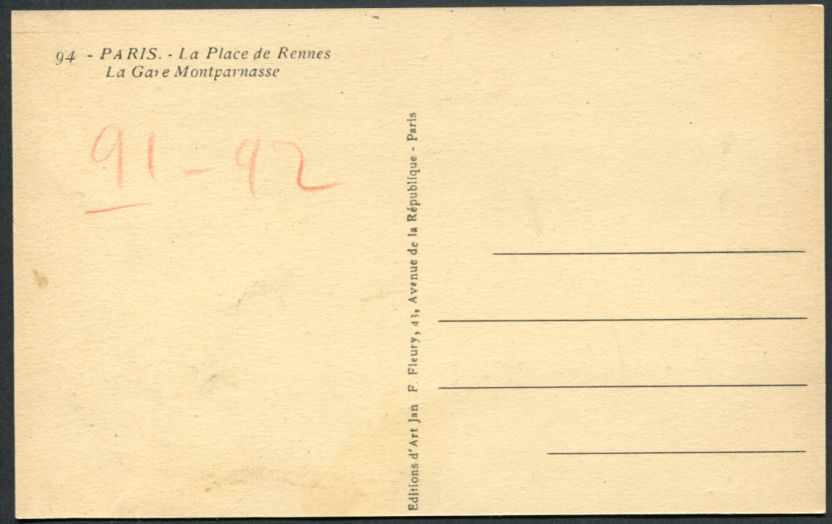 94 - PARIS. - La Place de Rennes
La Gare Montparnasse
91 - 92
Editions d'Art Jan F. Fleury, 43, Avenue de la République - Paris